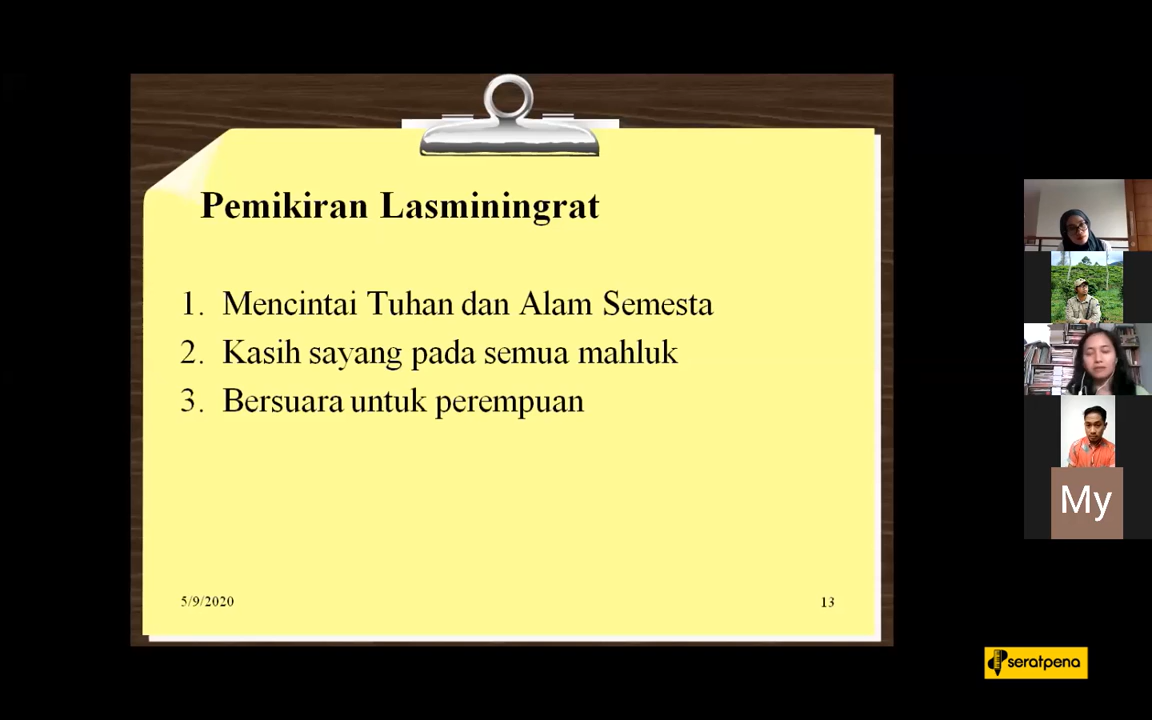 Pemikiran Lasminingrat
1. Mencintai Tuhan dan Alam Semesta
2. Kasih sayang pada semua mahluk
3. Bersuara untuk perempuan
5/9/2020
13
My
seratpena